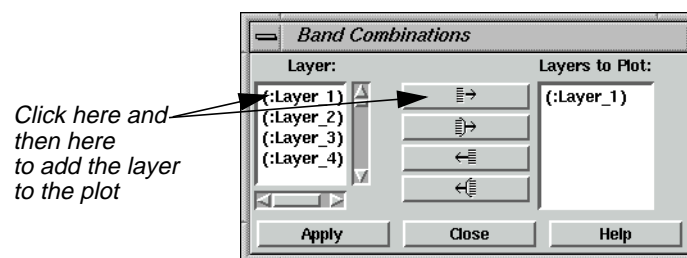 Band Combinations
Layer:
Layers to Plot:
(:Layer_1)
(:Layer_2)
(:Layer_3)
(:Layer_4)
(:Layer_1)
Click here and
then here
to add the layer
to the plot
Apply
Close
Help